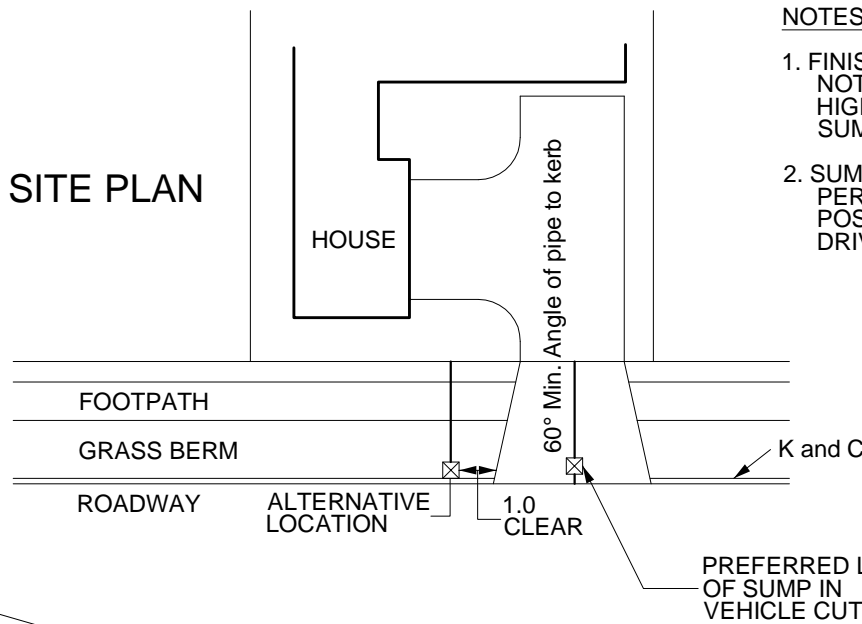 NOTES
1. FINIS
NOT
HIGH
SUM
2. SUM
PER
POS
DRIV
SITE PLAN
HOUSE
60° Min. Angle of pipe to kerb
FOOTPATH
GRASS BERM
K and C
ROADWAY
ALTERNATIVE
LOCATION
1.0
CLEAR
PREFERRED L
OF SUMP IN
VEHICLE CUT